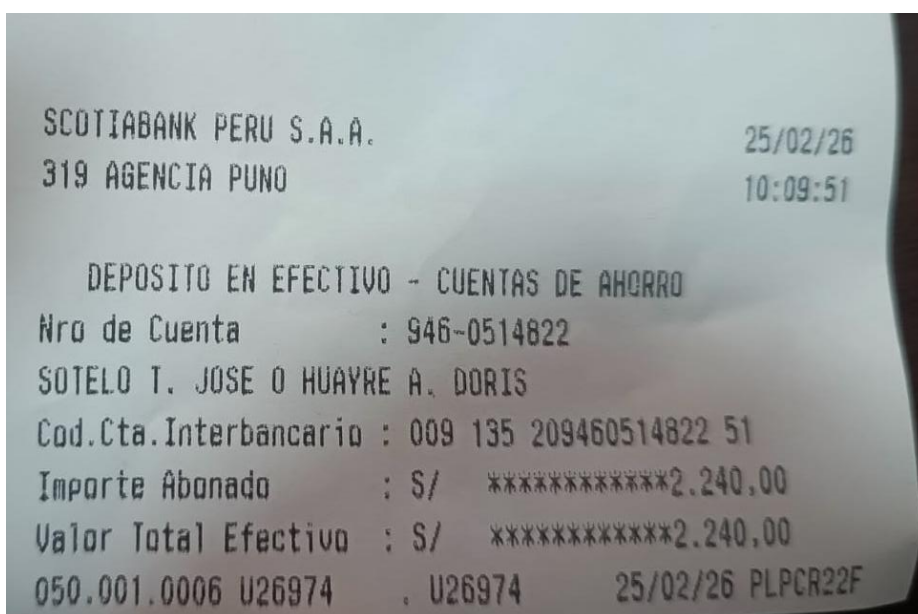 SCOTIABANK PERU S.A.A. 25/02/26
319 AGENCIA PUNO 10:09:51
DEPOSITO EN EFECTIVO - CUENTAS DE AHORRO
Nro de Cuenta : 946-0514822
SOTELO T. JOSE O HUAYRE A. DORIS
Cod.Cta.Interbancario : 009 135 209460514822 51
Importe Abonado : S/ ************2.240,00
Valor Total Efectivo : S/ ************2.240,00
050.001.0006 U26974 . U26974 25/02/26 PLPCR22F